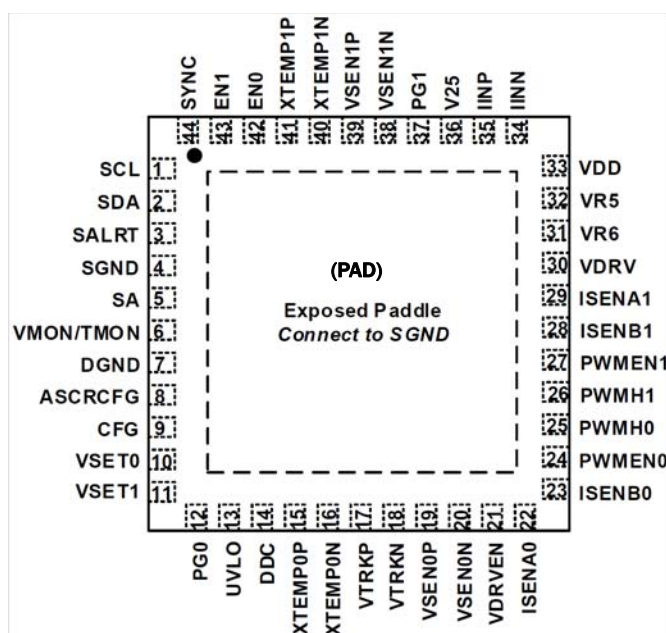 SYNC
EN1
EN0
XTEMP1P
XTEMP1N
VSEN1P
VSEN1N
PG1
V25
IINP
IINN
44
43
42
41
40
39
38
37
36
35
34
SCL 1
SDA 2
SALRT 3
SGND 4
SA 5
VMON/TMON 6
DGND 7
ASCRCFG 8
CFG 9
VSET0 10
VSET1 11
(PAD)
Exposed Paddle
Connect to SGND
33 VDD
32 VR5
31 VR6
30 VDRV
29 ISENA1
28 ISENB1
27 PWMEN1
26 PWMH1
25 PWMH0
24 PWMEN0
23 ISENB0
12
13
14
15
16
17
18
19
20
21
22
PG0
UVLO
DDC
XTEMP0P
XTEMP0N
VTRKP
VTRKN
VSEN0P
VSEN0N
VDRVEN
ISENA0